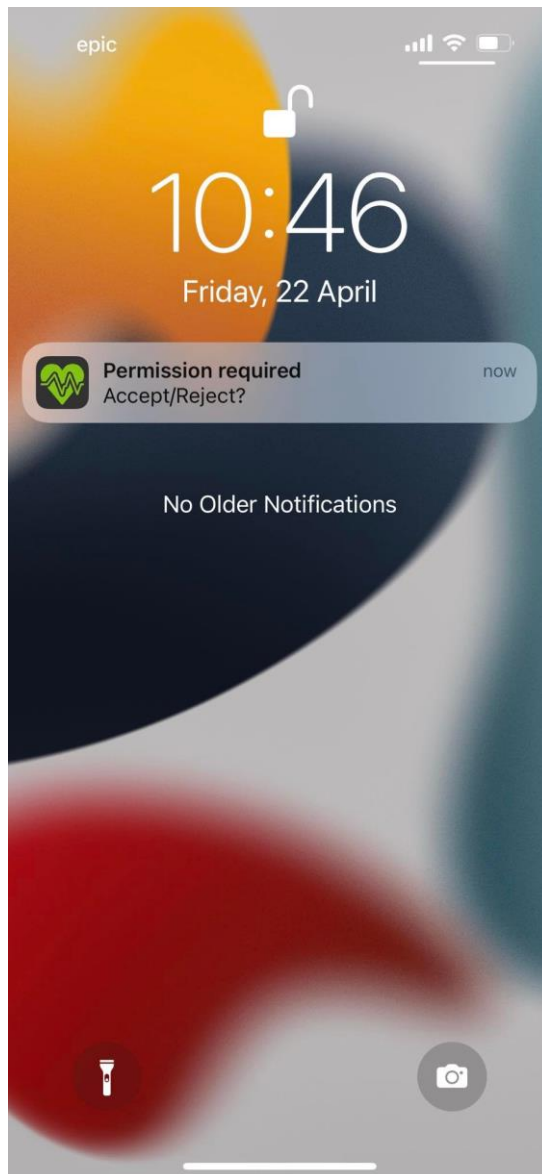 epic
10:46
Friday, 22 April
Permission required
now
Accept/Reject?
No Older Notifications